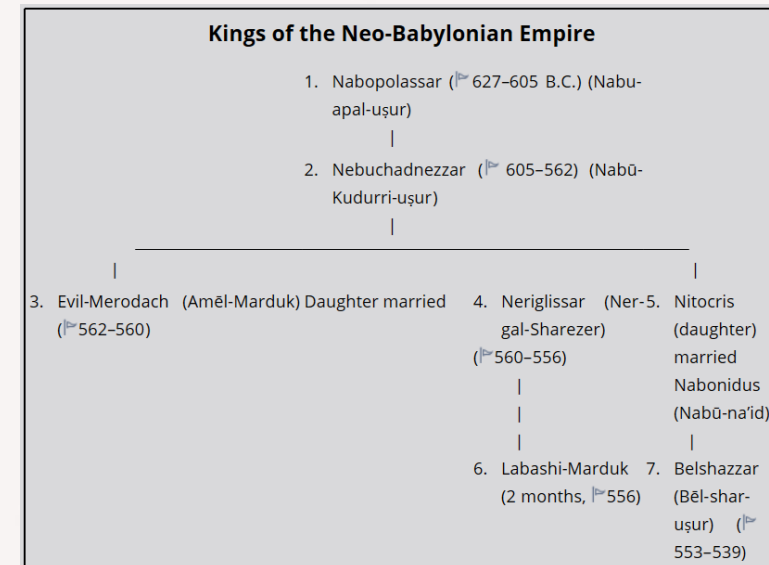 Kings of the Neo-Babylonian Empire
1. Nabopolassar (627–605 B.C.) (Nabu-
apal-uṣur)
|
2. Nebuchadnezzar ( 605–562) (Nabū-
Kudurri-uṣur)
|
| |
3. Evil-Merodach (Amēl-Marduk) Daughter married 4. Neriglissar (Ner- 5. Nitocris
(562–560) gal-Sharezer) (daughter)
(560–556) married
| Nabonidus
| (Nabū-na’id)
| |
6. Labashi-Marduk 7. Belshazzar
(2 months, 556) (Bēl-shar-
uṣur) (
553–539)